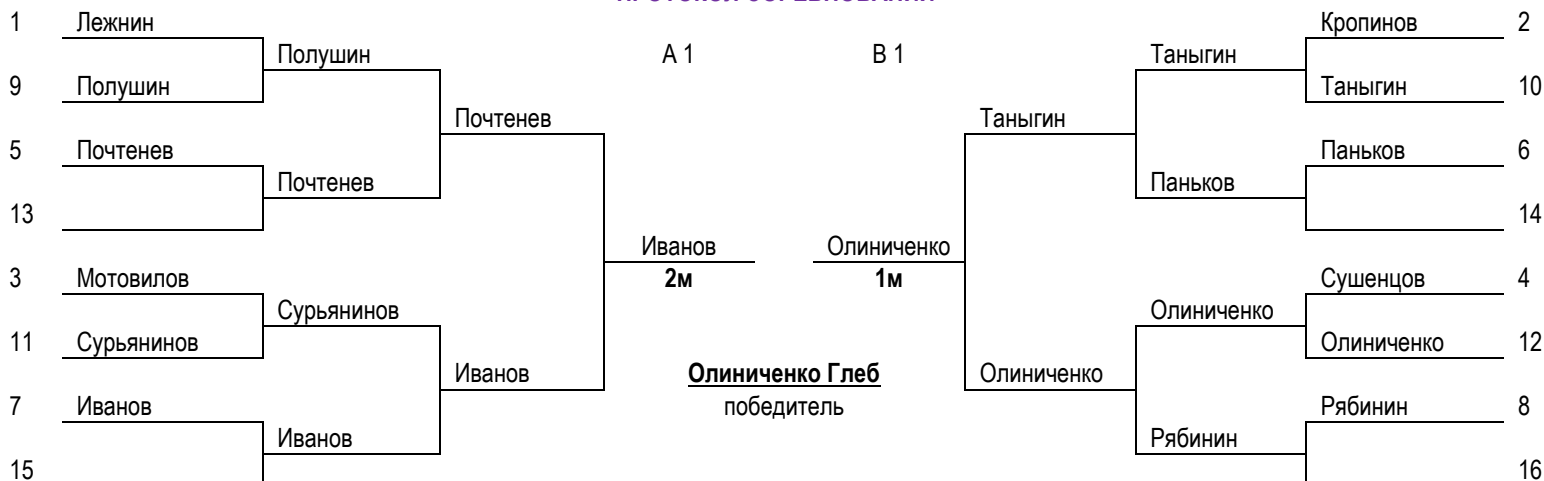 1 Лежнин Кропинов 2
Полушин А 1 В 1 Таныгин
9 Полушин Таныгин 10
Почтенев Таныгин
5 Почтенев Паньков 6
Почтенев Паньков
13 14
Иванов Олиниченко
3 Мотовилов 2м 1м Сушенцов 4
Сурьянинов Олиниченко
11 Сурьянинов Олиниченко 12
Иванов Олиниченко Глеб Олиниченко
7 Иванов победитель Рябинин 8
Иванов Рябинин
15 16